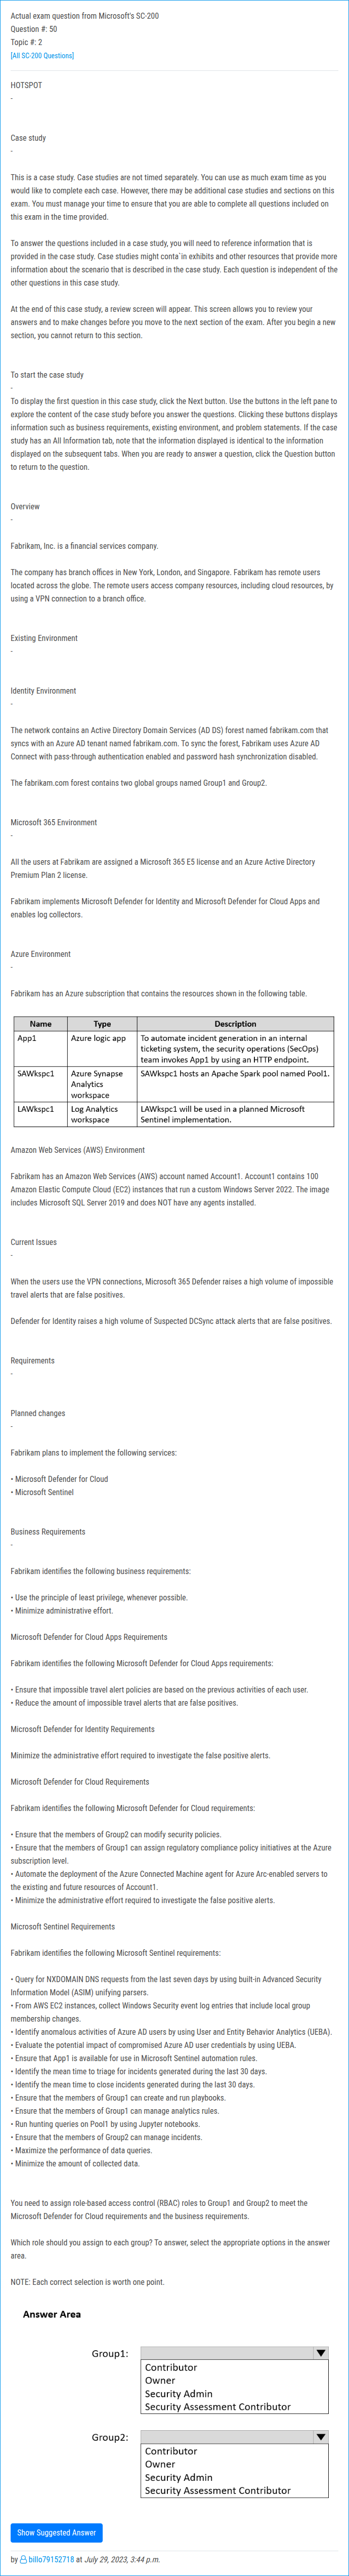 Actual exam question from Microsoft's SC-200
Question #: 50
Topic #: 2
[All SC-200 Questions]
HOTSPOT
-
Case study
-
This is a case study. Case studies are not timed separately. You can use as much exam time as you
would like to complete each case. However, there may be additional case studies and sections on this
exam. You must manage your time to ensure that you are able to complete all questions included on
this exam in the time provided.
To answer the questions included in a case study, you will need to reference information that is
provided in the case study. Case studies might conta`in exhibits and other resources that provide more
information about the scenario that is described in the case study. Each question is independent of the
other questions in this case study.
At the end of this case study, a review screen will appear. This screen allows you to review your
answers and to make changes before you move to the next section of the exam. After you begin a new
section, you cannot return to this section.
To start the case study
-
To display the first question in this case study, click the Next button. Use the buttons in the left pane to
explore the content of the case study before you answer the questions. Clicking these buttons displays
information such as business requirements, existing environment, and problem statements. If the case
study has an All Information tab, note that the information displayed is identical to the information
displayed on the subsequent tabs. When you are ready to answer a question, click the Question button
to return to the question.
Overview
-
Fabrikam, Inc. is a financial services company.
The company has branch offices in New York, London, and Singapore. Fabrikam has remote users
located across the globe. The remote users access company resources, including cloud resources, by
using a VPN connection to a branch office.
Existing Environment
-
Identity Environment
-
The network contains an Active Directory Domain Services (AD DS) forest named fabrikam.com that
syncs with an Azure AD tenant named fabrikam.com. To sync the forest, Fabrikam uses Azure AD
Connect with pass-through authentication enabled and password hash synchronization disabled.
The fabrikam.com forest contains two global groups named Group1 and Group2.
Microsoft 365 Environment
-
All the users at Fabrikam are assigned a Microsoft 365 E5 license and an Azure Active Directory
Premium Plan 2 license.
Fabrikam implements Microsoft Defender for Identity and Microsoft Defender for Cloud Apps and
enables log collectors.
Azure Environment
-
Fabrikam has an Azure subscription that contains the resources shown in the following table.
Name Type Description
App1 Azure logic app To automate incident generation in an internal
ticketing system, the security operations (SecOps)
team invokes App1 by using an HTTP endpoint.
SAWkspc1 Azure Synapse SAWkspc1 hosts an Apache Spark pool named Pool1.
Analytics
workspace
LAWkspc1 Log Analytics LAWkspc1 will be used in a planned Microsoft
workspace Sentinel implementation.
Amazon Web Services (AWS) Environment
Fabrikam has an Amazon Web Services (AWS) account named Account1. Account1 contains 100
Amazon Elastic Compute Cloud (EC2) instances that run a custom Windows Server 2022. The image
includes Microsoft SQL Server 2019 and does NOT have any agents installed.
Current Issues
-
When the users use the VPN connections, Microsoft 365 Defender raises a high volume of impossible
travel alerts that are false positives.
Defender for Identity raises a high volume of Suspected DCSync attack alerts that are false positives.
Requirements
-
Planned changes
-
Fabrikam plans to implement the following services:
• Microsoft Defender for Cloud
• Microsoft Sentinel
Business Requirements
-
Fabrikam identifies the following business requirements:
• Use the principle of least privilege, whenever possible.
• Minimize administrative effort.
Microsoft Defender for Cloud Apps Requirements
Fabrikam identifies the following Microsoft Defender for Cloud Apps requirements:
• Ensure that impossible travel alert policies are based on the previous activities of each user.
• Reduce the amount of impossible travel alerts that are false positives.
Microsoft Defender for Identity Requirements
Minimize the administrative effort required to investigate the false positive alerts.
Microsoft Defender for Cloud Requirements
Fabrikam identifies the following Microsoft Defender for Cloud requirements:
• Ensure that the members of Group2 can modify security policies.
• Ensure that the members of Group1 can assign regulatory compliance policy initiatives at the Azure
subscription level.
• Automate the deployment of the Azure Connected Machine agent for Azure Arc-enabled servers to
the existing and future resources of Account1.
• Minimize the administrative effort required to investigate the false positive alerts.
Microsoft Sentinel Requirements
Fabrikam identifies the following Microsoft Sentinel requirements:
• Query for NXDOMAIN DNS requests from the last seven days by using built-in Advanced Security
Information Model (ASIM) unifying parsers.
• From AWS EC2 instances, collect Windows Security event log entries that include local group
membership changes.
• Identify anomalous activities of Azure AD users by using User and Entity Behavior Analytics (UEBA).
• Evaluate the potential impact of compromised Azure AD user credentials by using UEBA.
• Ensure that App1 is available for use in Microsoft Sentinel automation rules.
• Identify the mean time to triage for incidents generated during the last 30 days.
• Identify the mean time to close incidents generated during the last 30 days.
• Ensure that the members of Group1 can create and run playbooks.
• Ensure that the members of Group1 can manage analytics rules.
• Run hunting queries on Pool1 by using Jupyter notebooks.
• Ensure that the members of Group2 can manage incidents.
• Maximize the performance of data queries.
• Minimize the amount of collected data.
You need to assign role-based access control (RBAC) roles to Group1 and Group2 to meet the
Microsoft Defender for Cloud requirements and the business requirements.
Which role should you assign to each group? To answer, select the appropriate options in the answer
area.
NOTE: Each correct selection is worth one point.
Answer Area
Group1:
Contributor
Owner
Security Admin
Security Assessment Contributor
Group2:
Contributor
Owner
Security Admin
Security Assessment Contributor
Show Suggested Answer
by billo79152718 at July 29, 2023, 3:44 p.m.